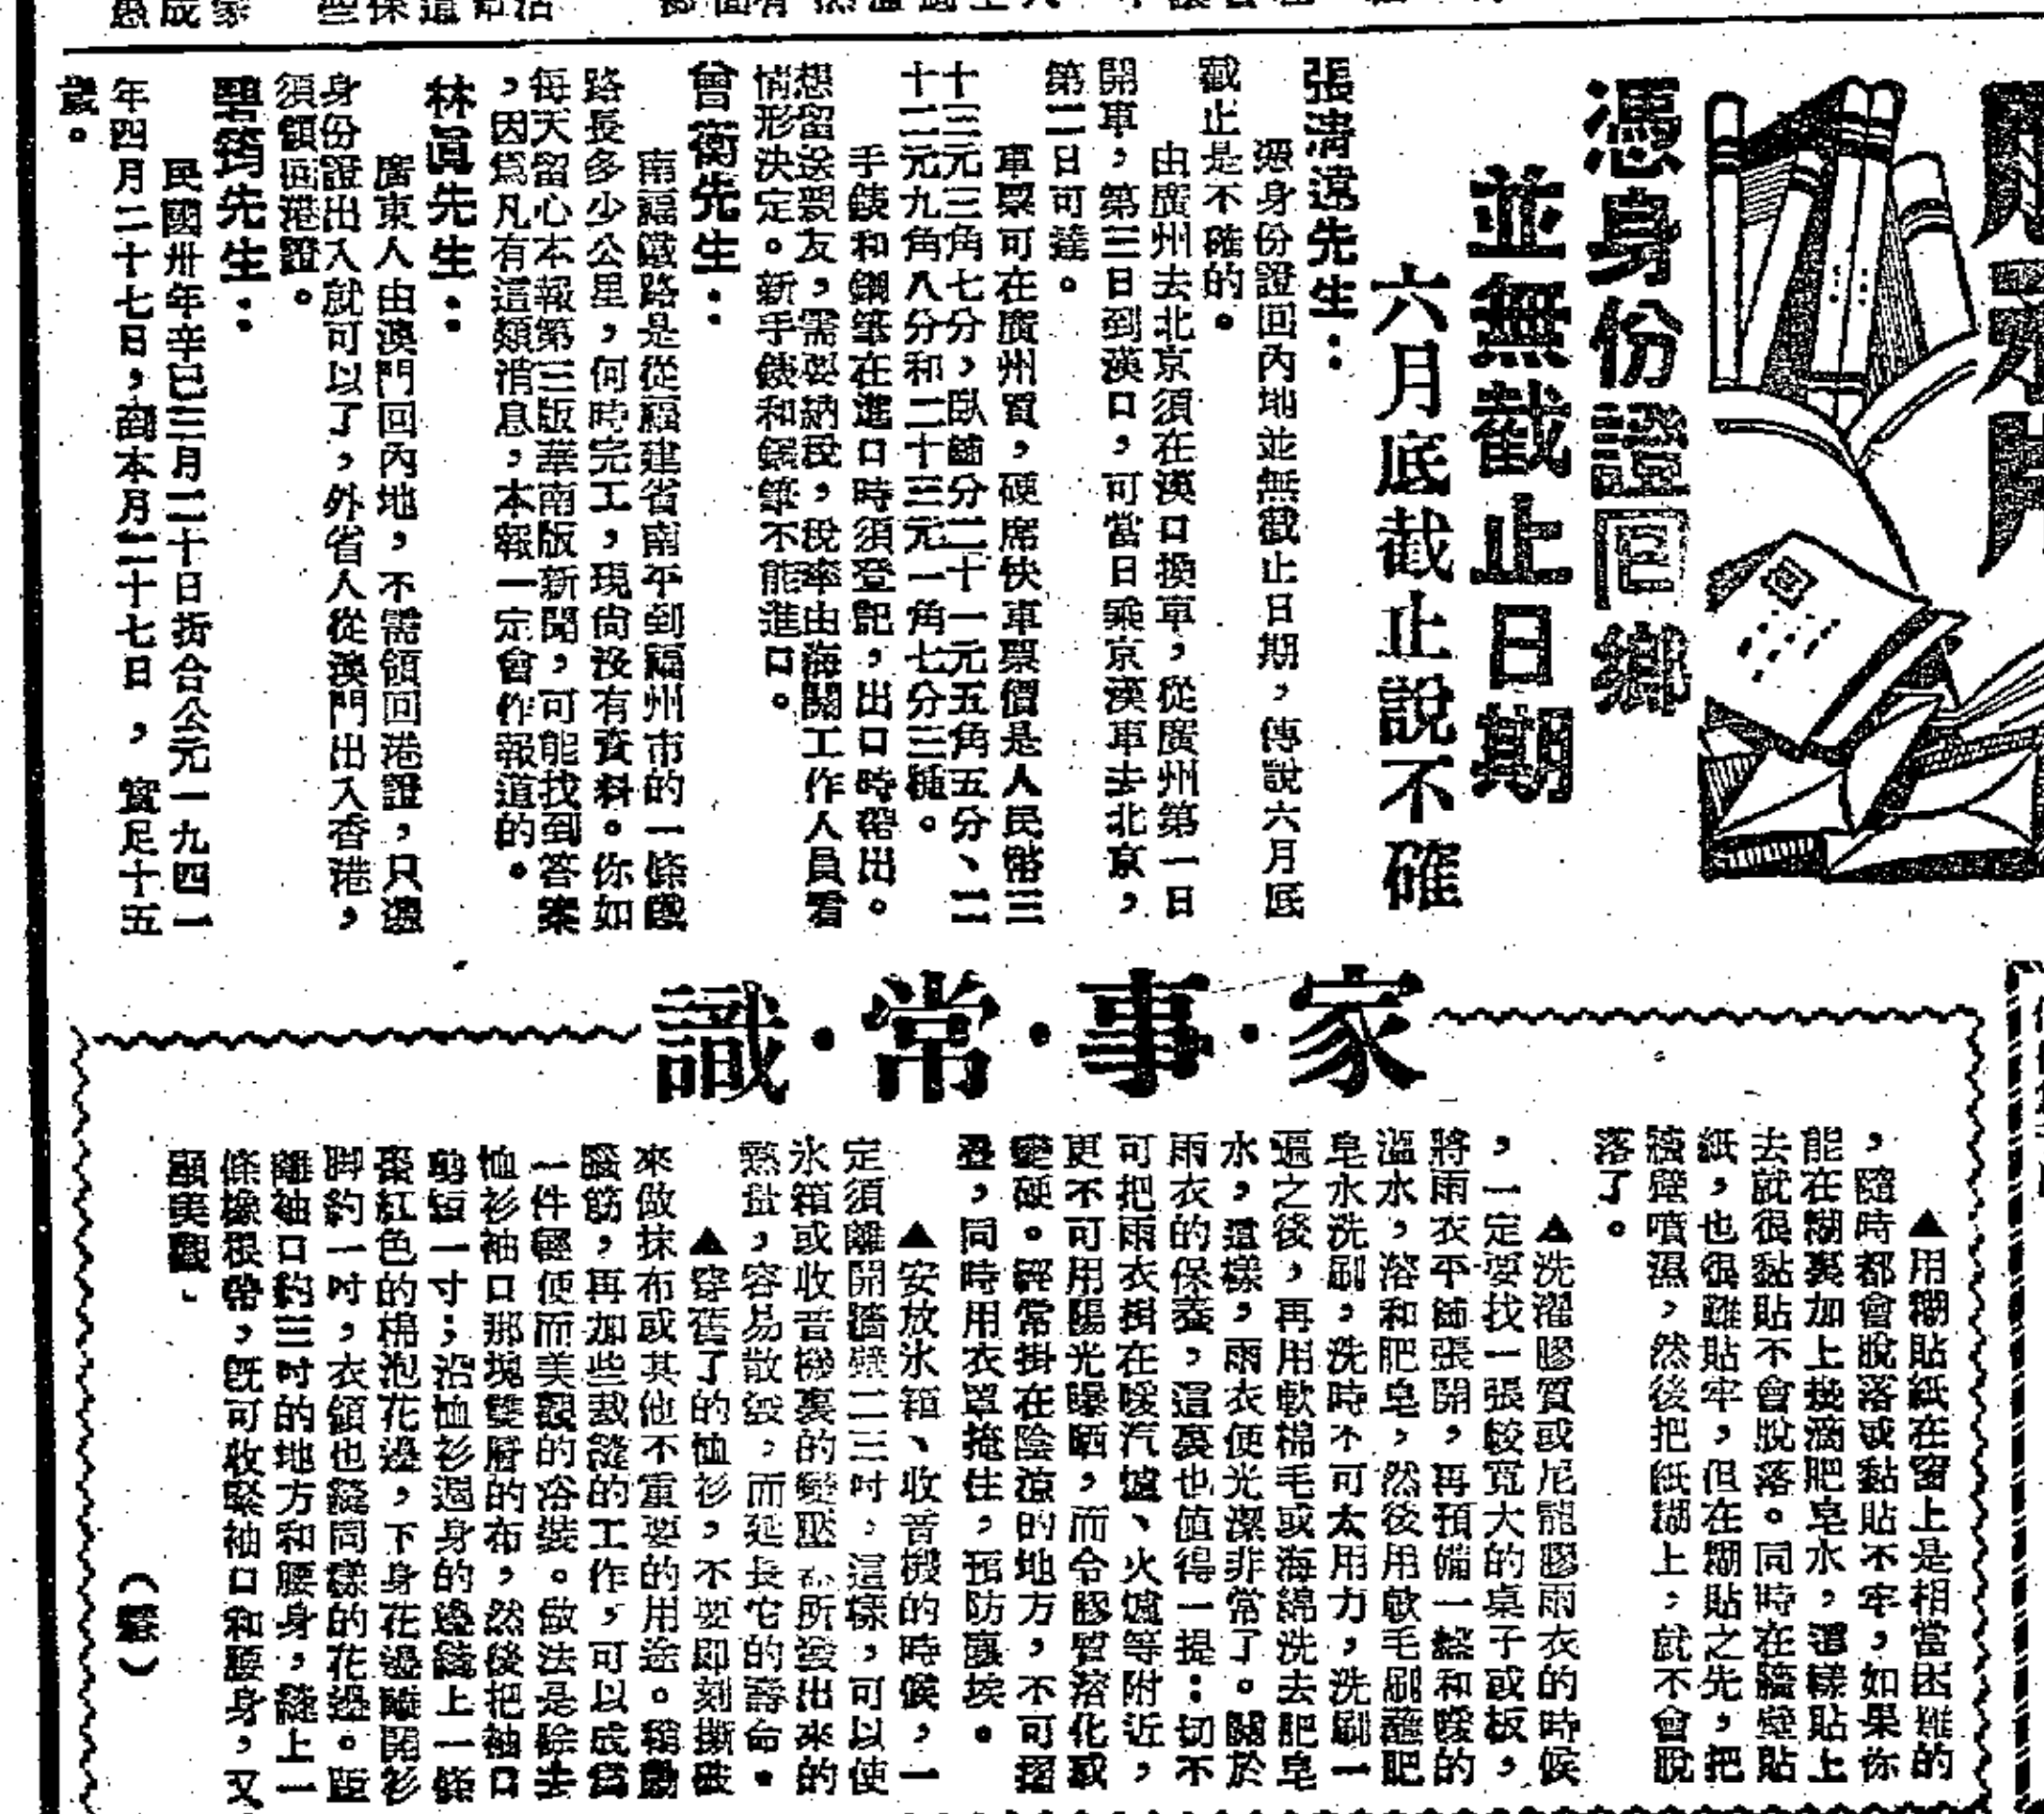 憑身份證回鄉
並無截止日期
六月底截止說不確
張清遠先生：
憑身份證回內地並無截止日期，傳說六月底
截止是不確的。
由廣州去北京須在漢口換車，從廣州第一日
開車，第三日到漢口，可當日乘京漢車去北京，
第二日可達。
車票可在廣州買，硬席快車票價是人民幣三
十三元三角七分，臥鋪分二十一元五角五分、二
十二元九角八分和二十三元一角七分三種。
手錶和鋼筆在進口時須登記，出口時帶出。
想留送親友，需要納稅，稅率由海關工作人員看
情形決定。新手錶和鋼筆不能進口。
曾衡先生：
南福鐵路是從福建省南平到福州市的一條鐵
路長多少公里，何時完工，現尙沒有資料。你如
每天留心本報第三版華南版新聞，可能找到答案
，因爲凡有這類消息，本報一定會作報道的。
林眞先生：
廣東人由澳門回內地，不需領回港證，只憑
身份證出入就可以了，外省人從澳門出入香港，
須領回港證。
先生：
民國卅年辛巳三月二十日折合公元一九四一
年四月二十七日，到本月二十七日，實足十五
歲。
家·事·常·識
▲用糊貼紙在窗上是相當困難的
，隨時都會脫落或黏貼不牢，如果你
能在糊裏加上幾滴肥皂水，這樣貼上
去就很黏貼不會脫落。同時在牆壁貼
紙，也很難貼牢，但在糊貼之先，把
牆壁噴濕，然後把紙糊上，就不會脫
落了。
▲洗濯膠質或尼龍膠雨衣的時候
，一定要找一張較寬大的桌子或板，
將雨衣平鋪張開，再預備一盤和暖的
溫水，溶和肥皂，然後用軟毛刷蘸肥
皂水洗刷，洗時不可太用力，洗刷一
遍之後，再用軟棉毛或海綿洗去肥皂
水，這樣，雨衣便光潔非常了。關於
雨衣的保養，這裏也值得一提：切不
可把雨衣掛在暖汽爐、火爐等附近，
更不可用陽光曝晒，而令膠質溶化或
變硬。經常掛在陰涼的地方，不可摺
疊，同時用衣罩掩住，預防塵埃。
▲安放氷箱、收音機的時候，一
定須離開牆壁二三吋，這樣，可以使
氷箱或收音機裏的變壓 所發出來的
熱量，容易散發，而延長它的壽命。
▲穿舊了的恤衫，不要即刻撕破
來做抹布或其他不重要的用途。稍動
腦筋，再加些裁縫的工作，可以成爲
一件輕便而美觀的浴裝。做法是除去
恤衫袖口那塊雙層的布，然後把袖口
剪短一寸；沿恤衫週身的邊縫上一條
棗紅色的棉泡花邊，下身花邊離開衫
脚約一吋，衣領也縫同樣的花邊。距
離袖口約三吋的地方和腰身，縫上一
條橡根帶，旣可收緊袖口和腰身，又
顯美觀。